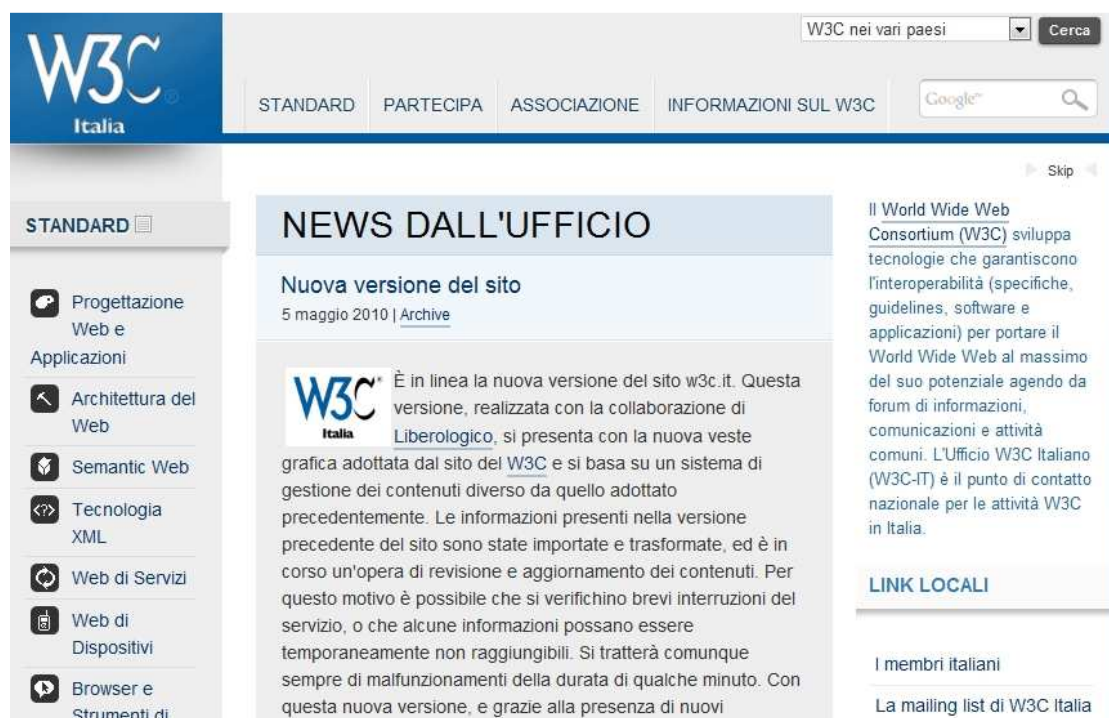 W3C®
Italia
W3C nei vari paesi
Cerca
STANDARD PARTECIPA ASSOCIAZIONE INFORMAZIONI SUL W3C
Google™
Skip
STANDARD
Progettazione
Web e
Applicazioni
Architettura del
Web
Semantic Web
Tecnologia
XML
Web di Servizi
Web di
Dispositivi
Browser e
Strumenti di
NEWS DALL'UFFICIO
Nuova versione del sito
5 maggio 2010 | Archive
W3C
Italia
È in linea la nuova versione del sito w3c.it. Questa
versione, realizzata con la collaborazione di
Liberologico, si presenta con la nuova veste
grafica adottata dal sito del W3C e si basa su un sistema di
gestione dei contenuti diverso da quello adottato
precedentemente. Le informazioni presenti nella versione
precedente del sito sono state importate e trasformate, ed è in
corso un'opera di revisione e aggiornamento dei contenuti. Per
questo motivo è possibile che si verifichino brevi interruzioni del
servizio, o che alcune informazioni possano essere
temporaneamente non raggiungibili. Si tratterà comunque
sempre di malfunzionamenti della durata di qualche minuto. Con
questa nuova versione, e grazie alla presenza di nuovi
Il World Wide Web
Consortium (W3C) sviluppa
tecnologie che garantiscono
l'interoperabilità (specifiche,
guidelines, software e
applicazioni) per portare il
World Wide Web al massimo
del suo potenziale agendo da
forum di informazioni,
comunicazioni e attività
comuni. L'Ufficio W3C Italiano
(W3C-IT) è il punto di contatto
nazionale per le attività W3C
in Italia.
LINK LOCALI
I membri italiani
La mailing list di W3C Italia